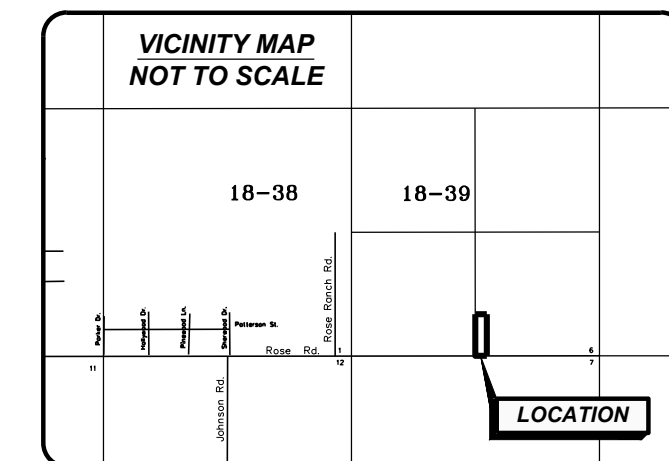 VICINITY MAP
NOT TO SCALE
18-38
18-39
Rose Ranch Rd.
Parker Dr.
Hollywood Dr.
Pinewood Ln.
Sherwood Dr.
Patterson St.
Rose Rd.
1
6
11
12
7
Johnson Rd.
LOCATION